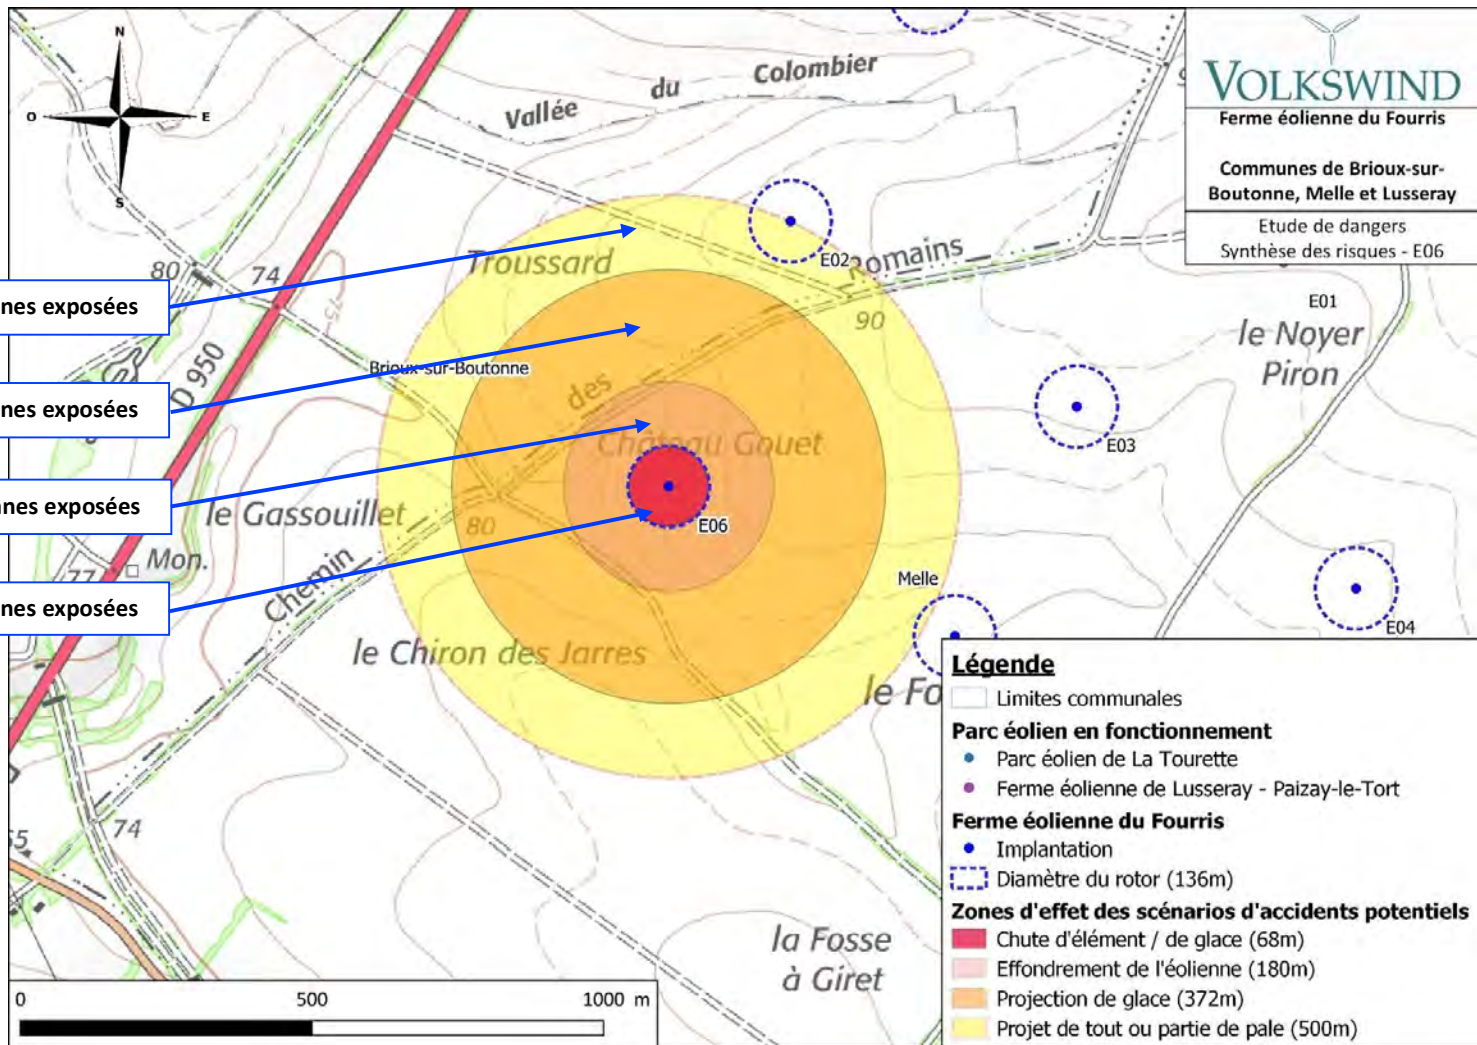 N
O
E
S
Vallée du Colombier
VOLKSWIND
Ferme éolienne du Fourris
Communes de Brioux-sur-
Boutonne, Melle et Lusseray
Etude de dangers
Synthèse des risques - E06
Troussard
E02
Romains
80
74
75
nes exposées
90
E01
le Noyer
Piron
D 950
Brioux-sur-Boutonne
des
nes exposées
Château Gouet
E03
nes exposées
le Gassouillet
80
E06
Mon.
77
Chemin
Melle
nes exposées
E04
le Chiron des Jarres
le Fo
74
65
la Fosse
à Giret
0 500 1000 m
Légende
Limites communales
Parc éolien en fonctionnement
Parc éolien de La Tourette
Ferme éolienne de Lusseray - Paizay-le-Tort
Ferme éolienne du Fourris
Implantation
Diamètre du rotor (136m)
Zones d'effet des scénarios d'accidents potentiels
Chute d'élément / de glace (68m)
Effondrement de l'éolienne (180m)
Projection de glace (372m)
Projet de tout ou partie de pale (500m)